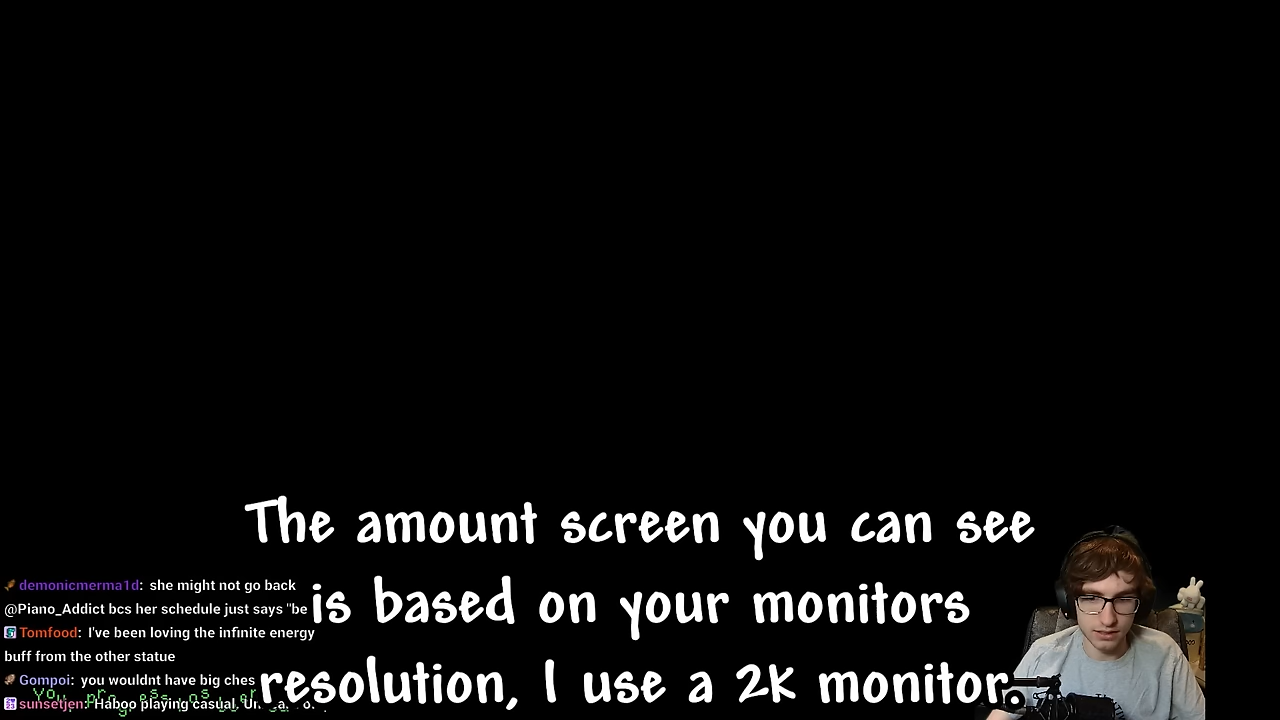 The amount screen you can see
is based on your monitors
resolution, I use a 2K monitor.
demonicmerma1d: she might not go back
@Piano_Addict bcs her schedule just says "be
Tomfood: I've been loving the infinite energy
buff from the other statue
Gompoi: you wouldnt have big ches
sunsetjen: Haboo playing casual,